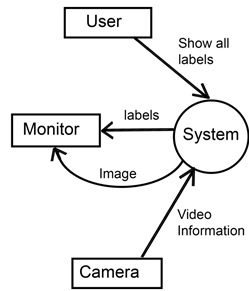 User
Show all
labels
labels
Monitor
System
Image
Video
Information
Camera